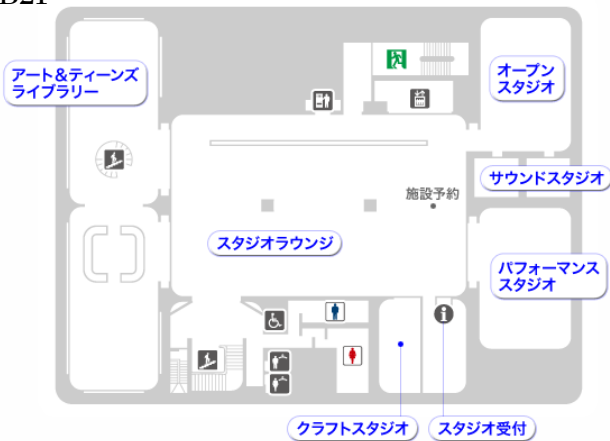 アート&ティーンズ
ライブラリー
オープン
スタジオ
サウンドスタジオ
施設予約
スタジオラウンジ
パフォーマンス
スタジオ
クラフトスタジオ
スタジオ受付